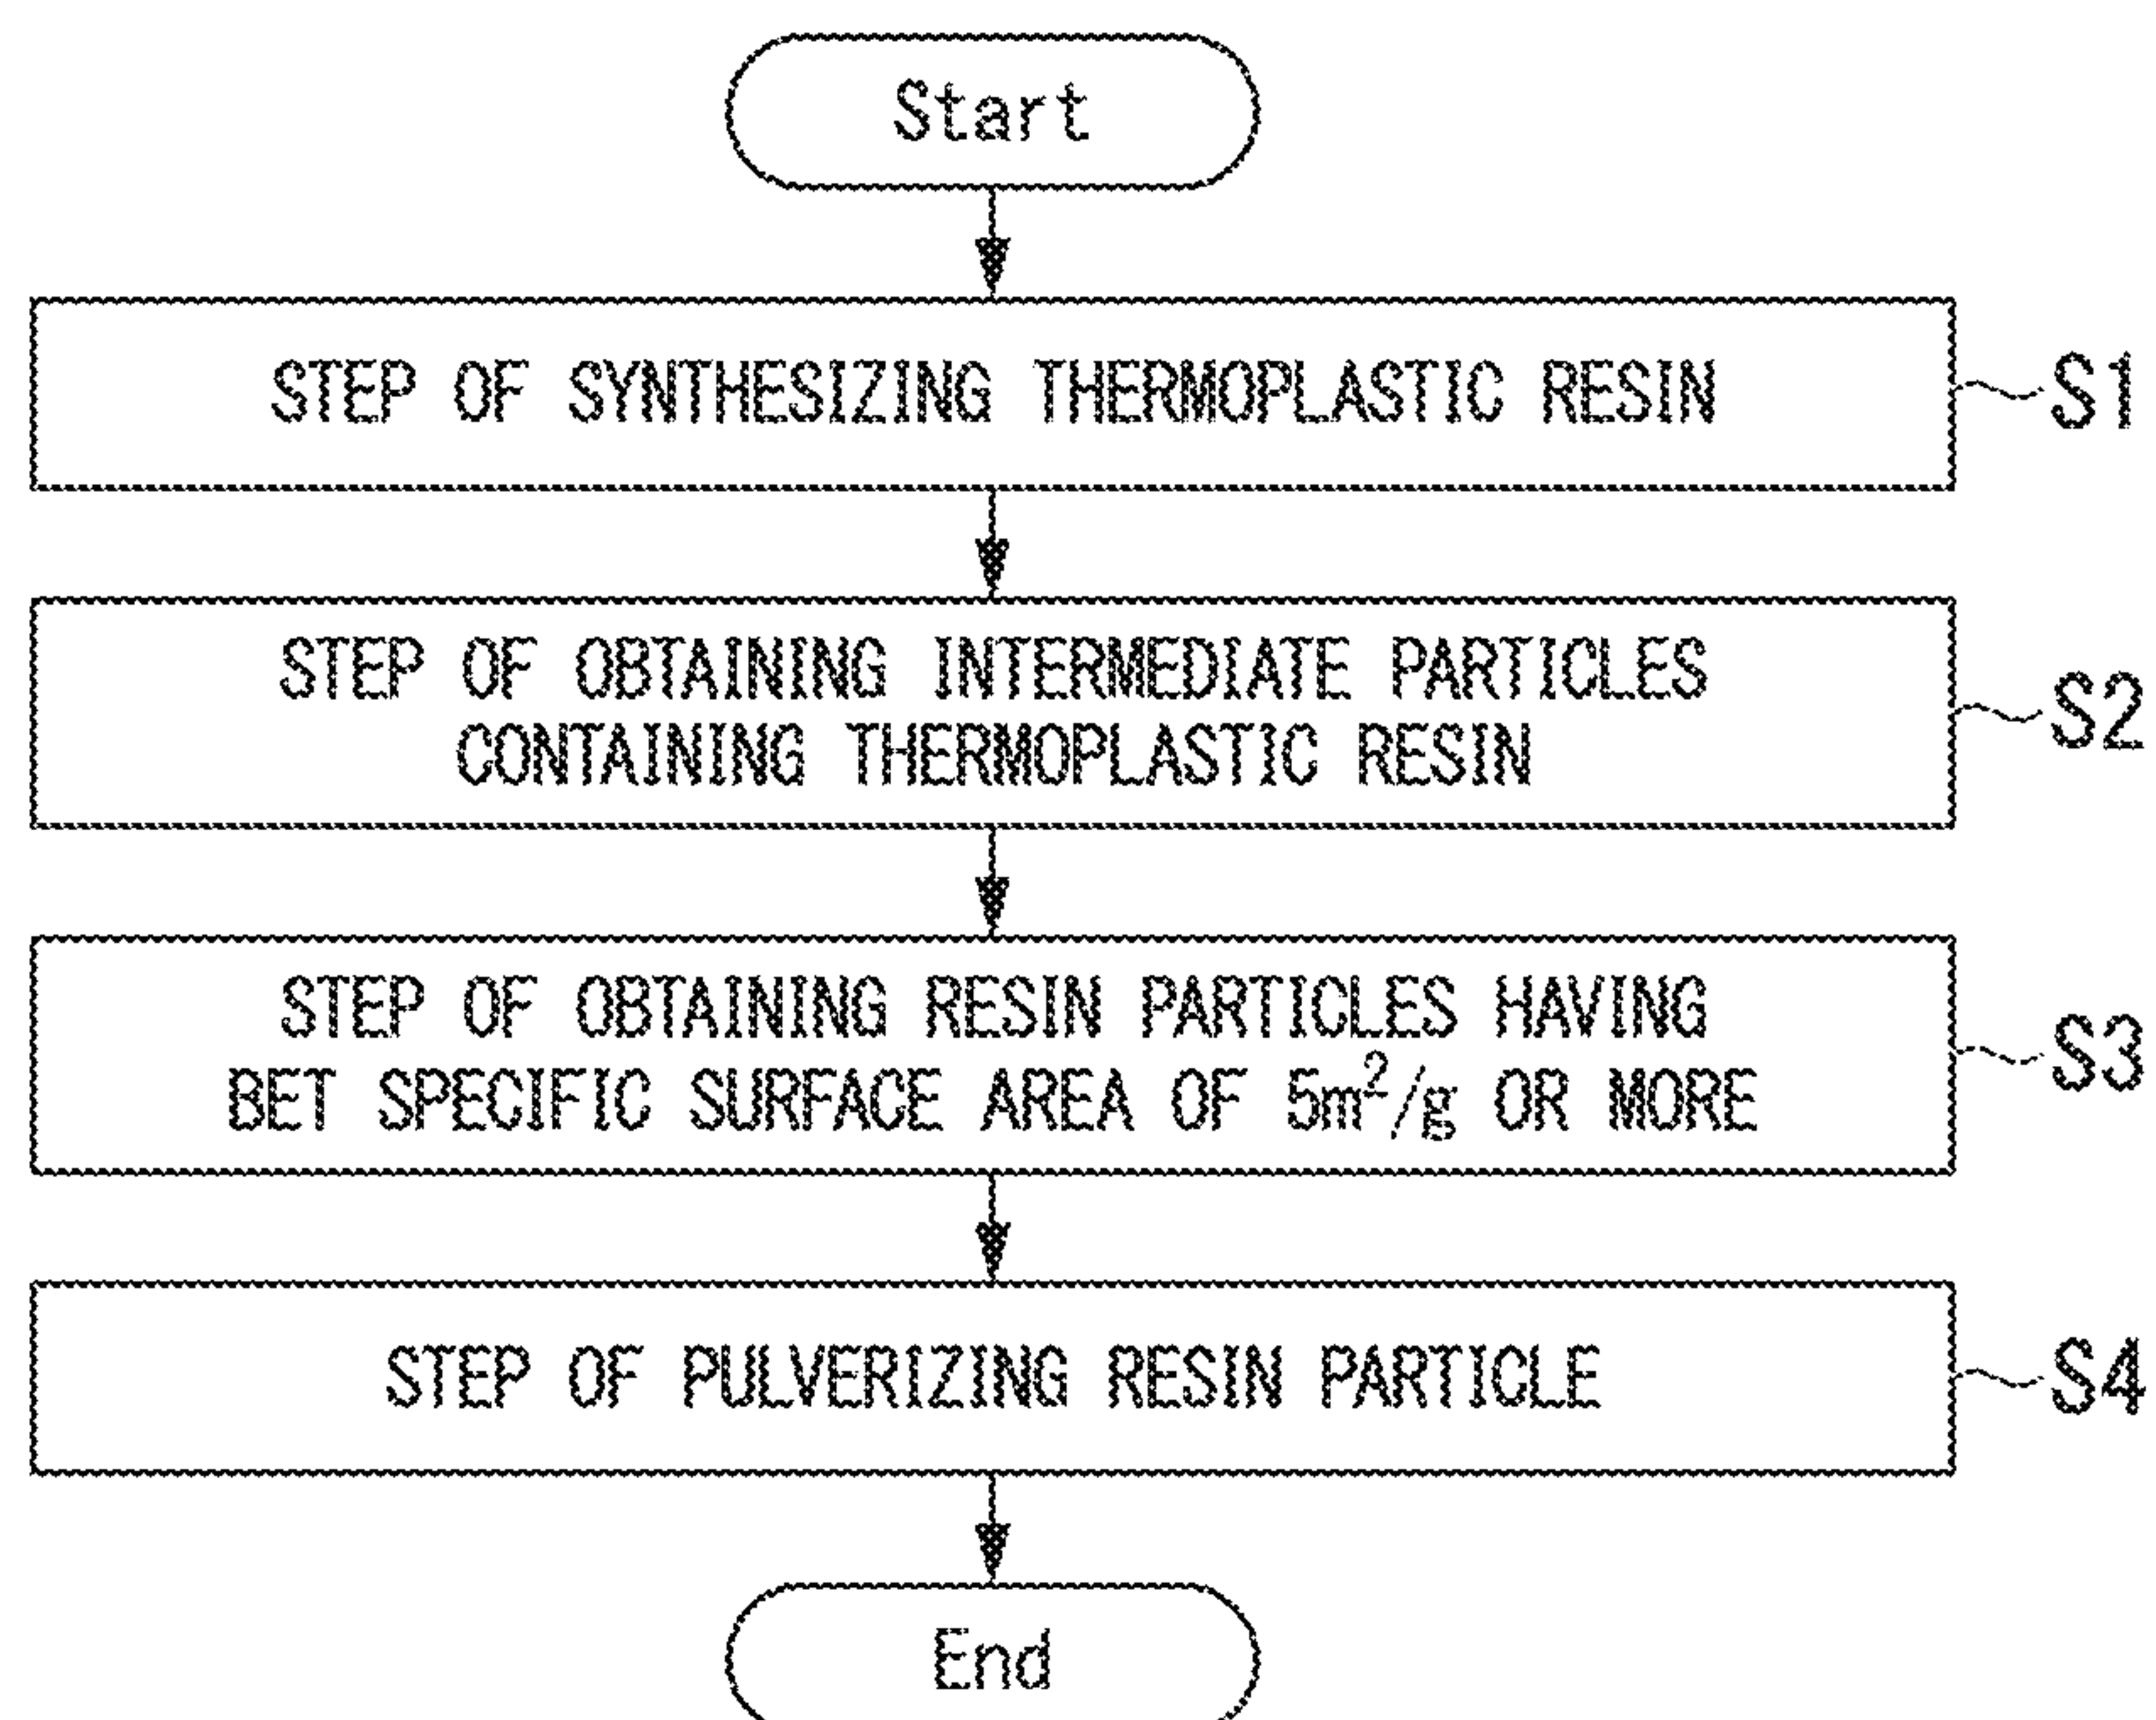 Start
STEP OF SYNTHESIZING THERMOPLASTIC RESIN
S1
STEP OF OBTAINING INTERMEDIATE PARTICLES
CONTAINING THERMOPLASTIC RESIN
S2
STEP OF OBTAINING RESIN PARTICLES HAVING
BET SPECIFIC SURFACE AREA OF 5m²/g OR MORE
S3
STEP OF PULVERIZING RESIN PARTICLE
S4
End